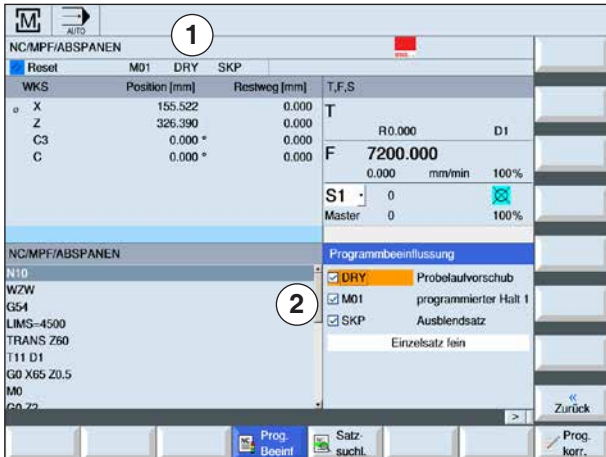 M
AUTO
1
NC/MPF/ABSPANEN
Reset M01 DRY SKP
WKS Position [mm] Restweg [mm]
X 155.522 0.000
Z 326.390 0.000
C3 0.000 ° 0.000
C 0.000 ° 0.000
T,F,S
T
R0.000 D1
F 7200.000
0.000 mm/min 100%
S1 0
Master 0 100%
NC/MPF/ABSPANEN
N10
WZW
G54
LIMS=4500
TRANS Z60
T11 D1
G0 X65 Z0.5
M0
G0 Z2
2
Programmbeeinflussung
DRY Probelaufvorschub
M01 programmierter Halt 1
SKP Ausblendsatz
Einzelsatz fein
>
«
Zurück
Prog.
Beeinf
Satz-
suchl.
Prog.
korr.